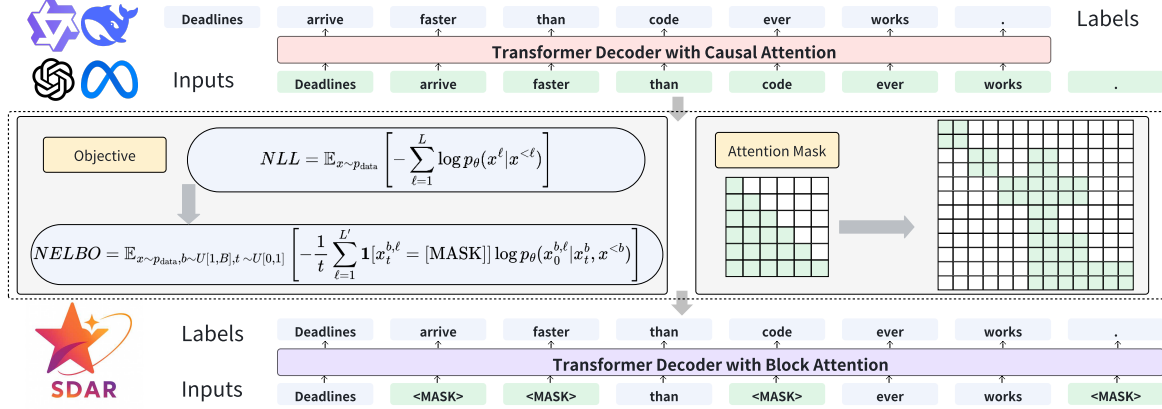 Deadlines arrive faster than code ever works . Labels
Transformer Decoder with Causal Attention
Inputs Deadlines arrive faster than code ever works .
Objective
NLL = 𝔼_{x∼p_data} [ −∑_{ℓ=1}^{L} log p_θ(x^ℓ|x^{<ℓ}) ]
NELBO = 𝔼_{x∼p_data,b∼U[1,B],t∼U[0,1]} [ −1/t ∑_{ℓ=1}^{L′} 𝟏[x_t^{b,ℓ} = [MASK]] log p_θ(x_0^{b,ℓ}|x_t^b, x^{<b}) ]
Attention Mask
Labels Deadlines arrive faster than code ever works .
Transformer Decoder with Block Attention
SDAR
Inputs Deadlines <MASK> <MASK> than <MASK> ever works <MASK>